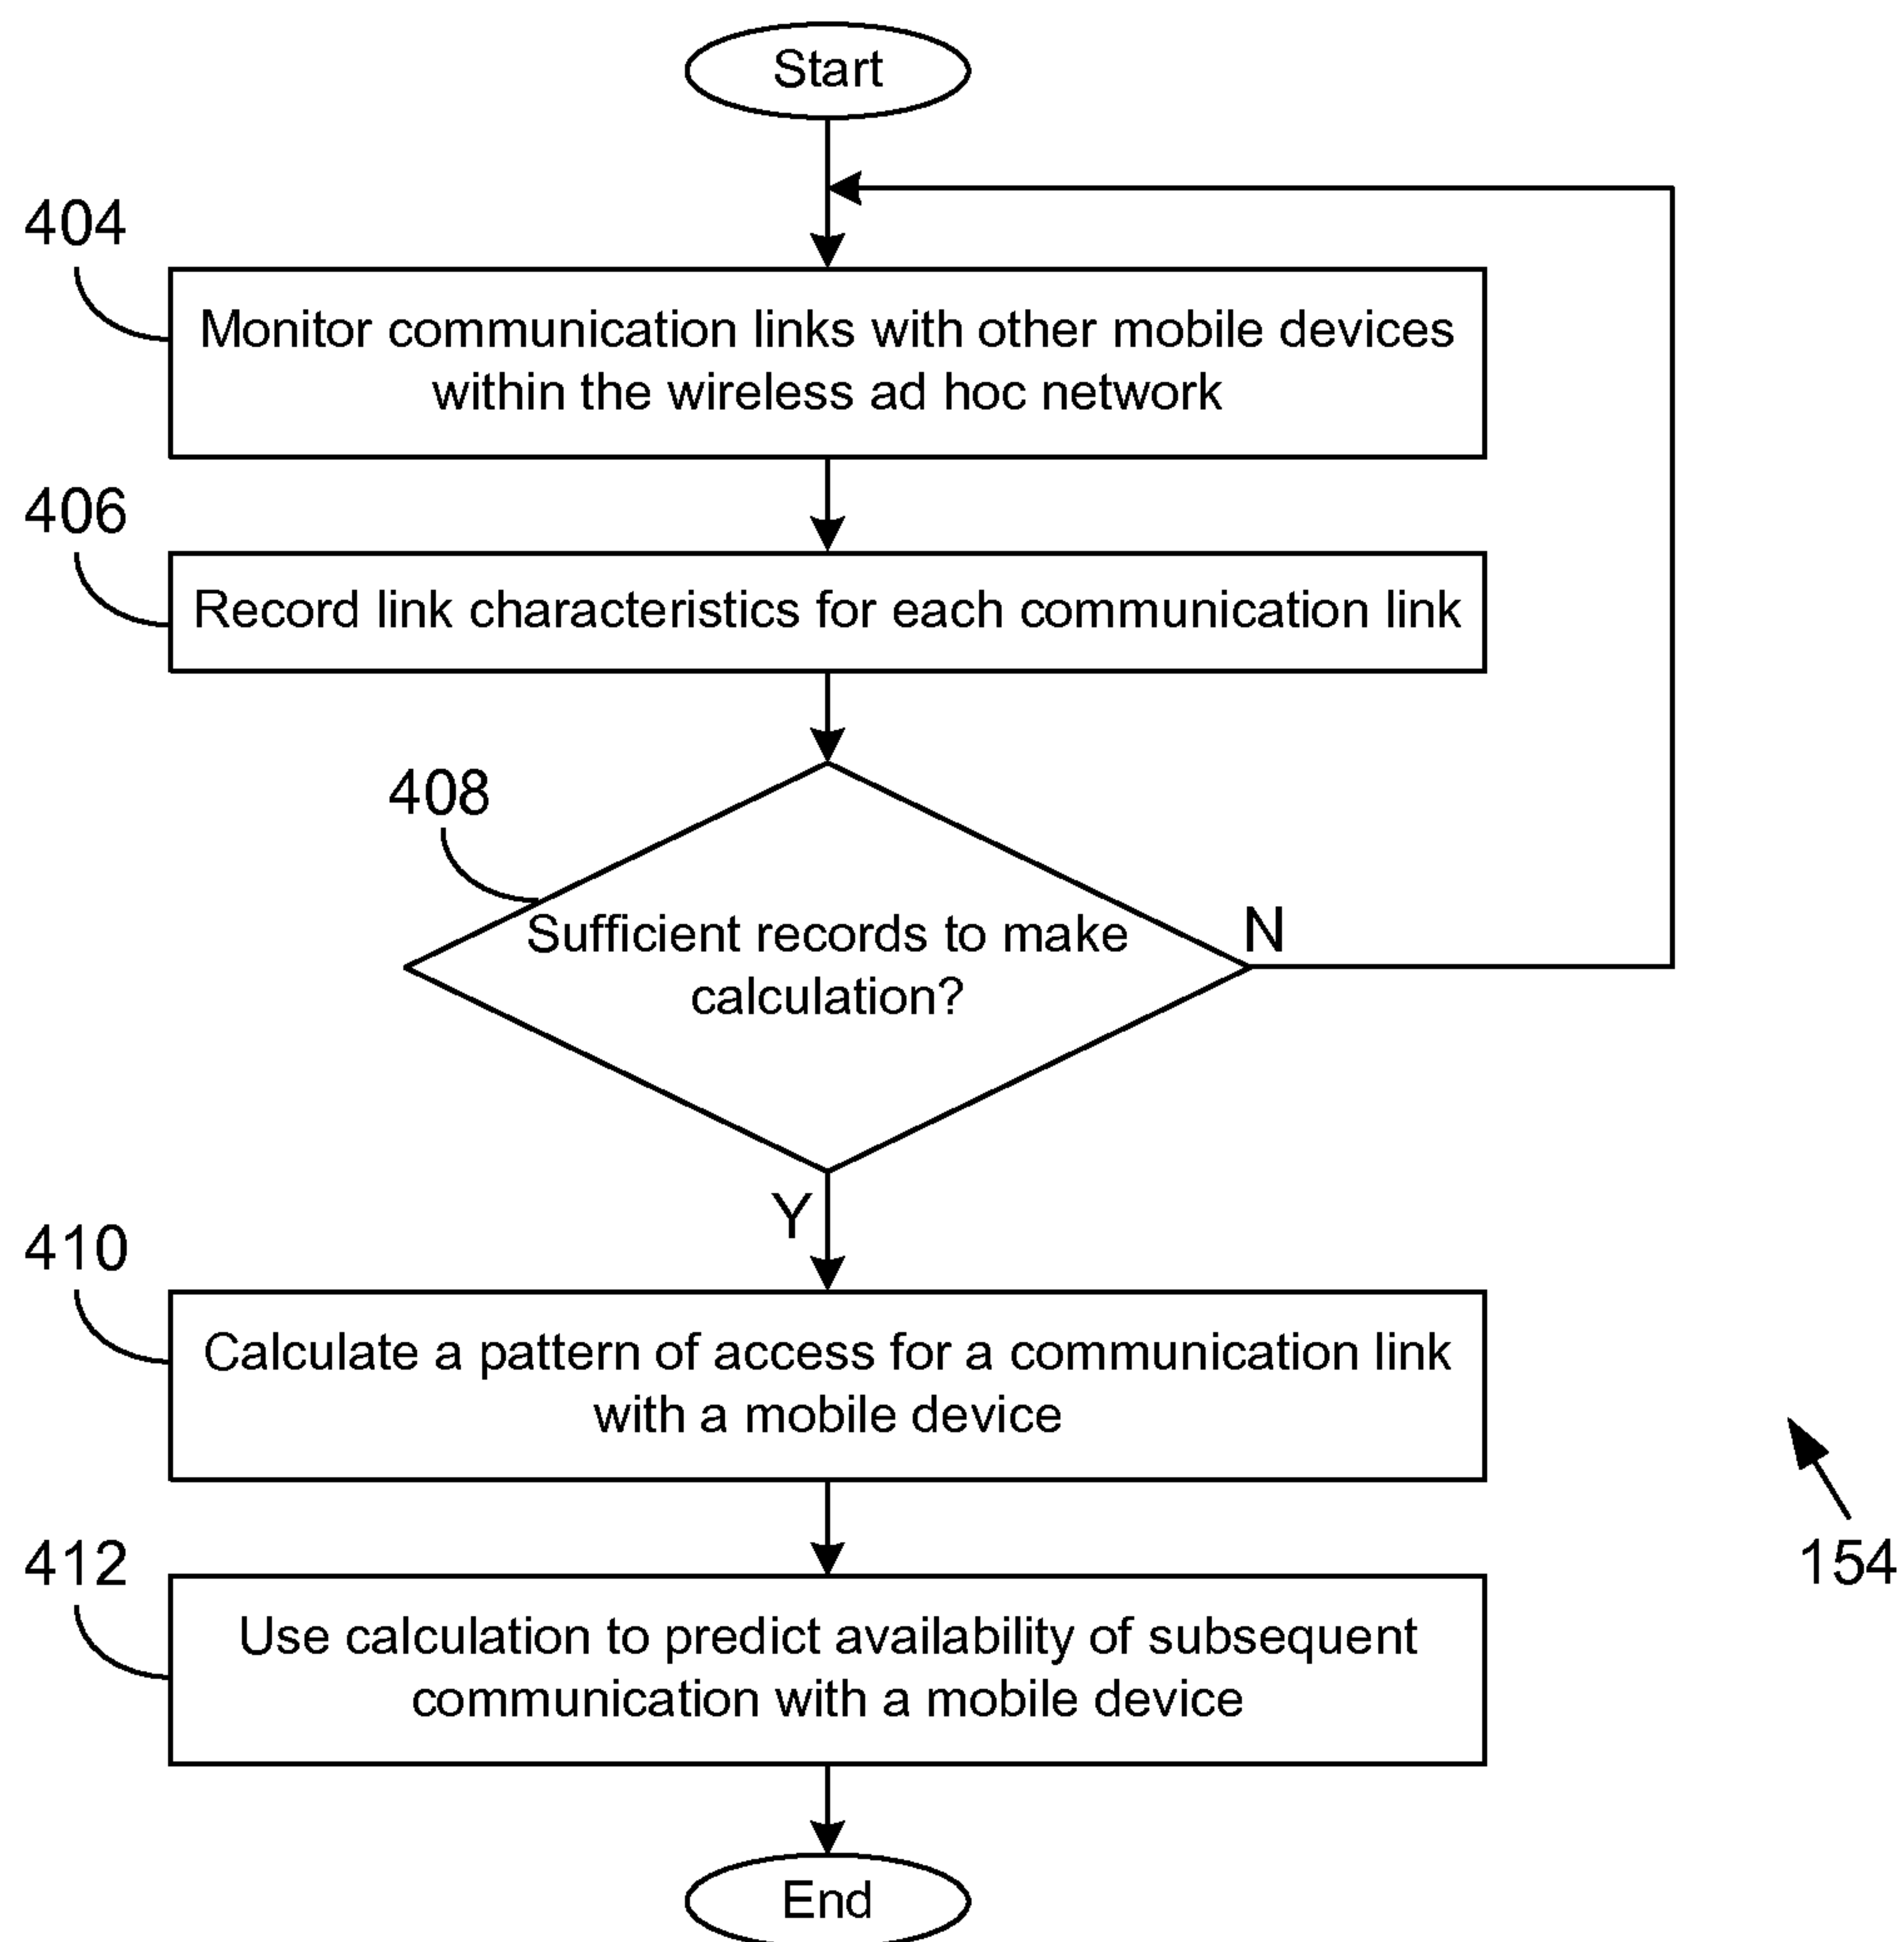 Start
404
Monitor communication links with other mobile devices
within the wireless ad hoc network
406
Record link characteristics for each communication link
408
Sufficient records to make
calculation?
N
Y
410
Calculate a pattern of access for a communication link
with a mobile device
412
Use calculation to predict availability of subsequent
communication with a mobile device
154
End